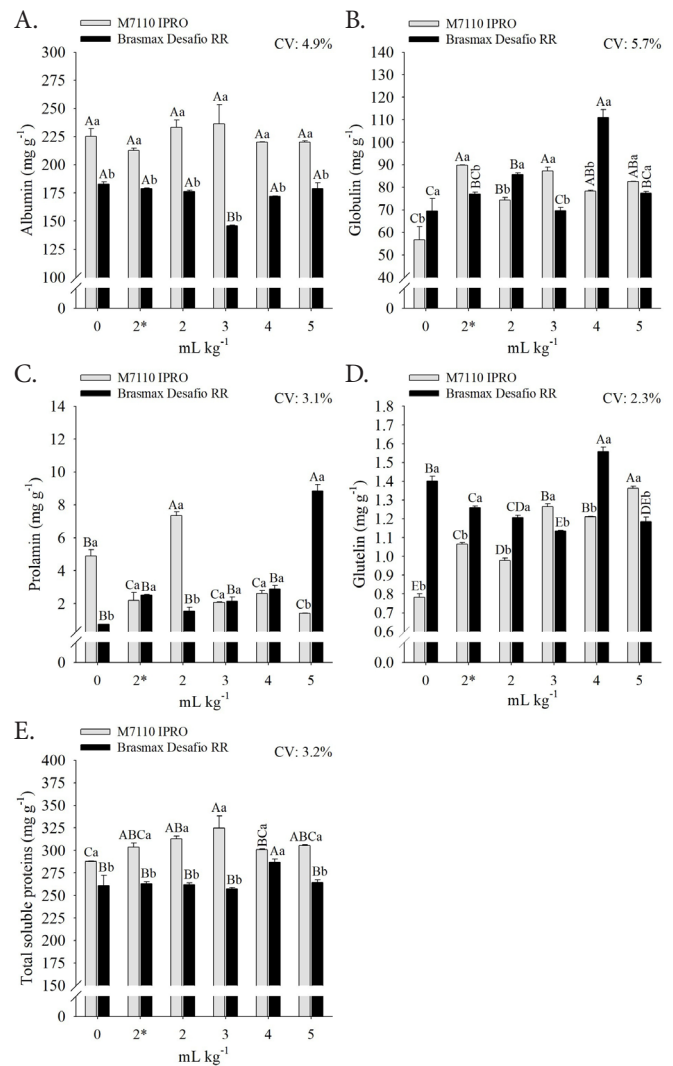 A.
M7110 IPRO
Brasmax Desafio RR
CV: 4.9%
Albumin (mg g-1)
300
275
250
225
200
175
150
125
100
0
Aa Ab Aa Ab Aa Ab Aa Bb Aa Ab Aa Ab
0 2* 2 3 4 5
mL kg-1
B.
M7110 IPRO
Brasmax Desafio RR
CV: 5.7%
Globulin (mg g-1)
140
130
120
110
100
90
80
70
60
50
40
0
Cb Ca Aa BCb Bb Ba Aa Cb ABb Aa ABa BCa
0 2* 2 3 4 5
mL kg-1
C.
M7110 IPRO
Brasmax Desafio RR
CV: 3.1%
Prolamin (mg g-1)
14
12
10
8
6
4
2
0
Ba Bb Ca Ba Aa Bb Ca Ba Ca Ba Cb Aa
0 2* 2 3 4 5
mL kg-1
D.
M7110 IPRO
Brasmax Desafio RR
CV: 2.3%
Glutelin (mg g-1)
1.8
1.7
1.6
1.5
1.4
1.3
1.2
1.1
1.0
0.9
0.8
0.7
0.6
0.0
Eb Ba Cb Ca Db CDa Ba Eb Bb Aa Aa DEb
0 2* 2 3 4 5
mL kg-1
E.
M7110 IPRO
Brasmax Desafio RR
CV: 3.2%
Total soluble proteins (mg g-1)
400
375
350
325
300
275
250
225
200
175
150
0
Ca Bb ABCa Bb ABa Bb Aa Bb BCa Aa ABCa Bb
0 2* 2 3 4 5
mL kg-1